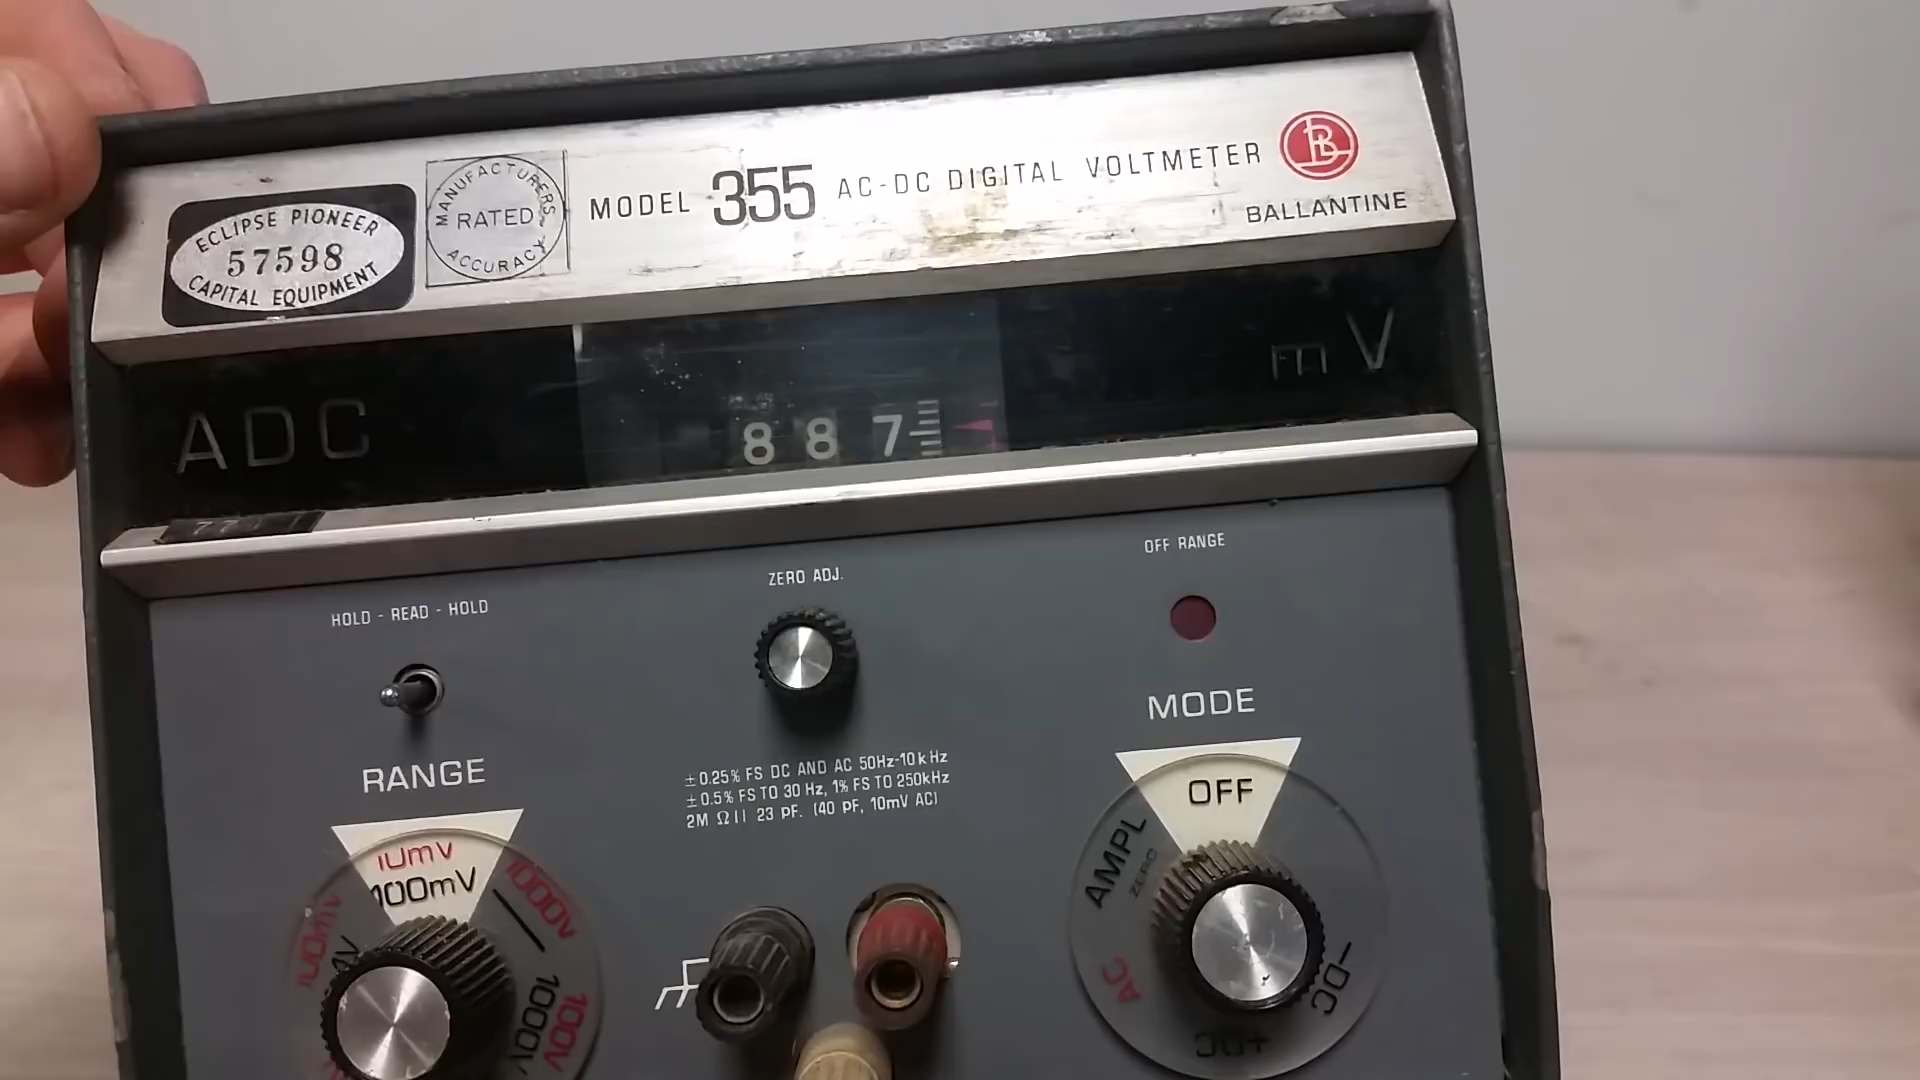 MODEL 355 AC-DC DIGITAL VOLTMETER
BALLANTINE
ECLIPSE PIONEER
57598
CAPITAL EQUIPMENT
MANUFACTURERS
RATED
ACCURACY
ADC
887
mV
HOLD - READ - HOLD
ZERO ADJ.
OFF RANGE
RANGE
MODE
±0.25% FS DC AND AC 50Hz-10kHz
±0.5% FS TO 30 Hz, 1% FS TO 250kHz
2M Ω|| 23 PF. (40 PF, 10mV AC)
10mV
100mV
1000V
100mV
1000V
100V
OFF
AMPL
ZERO
AC
+DC
-DC